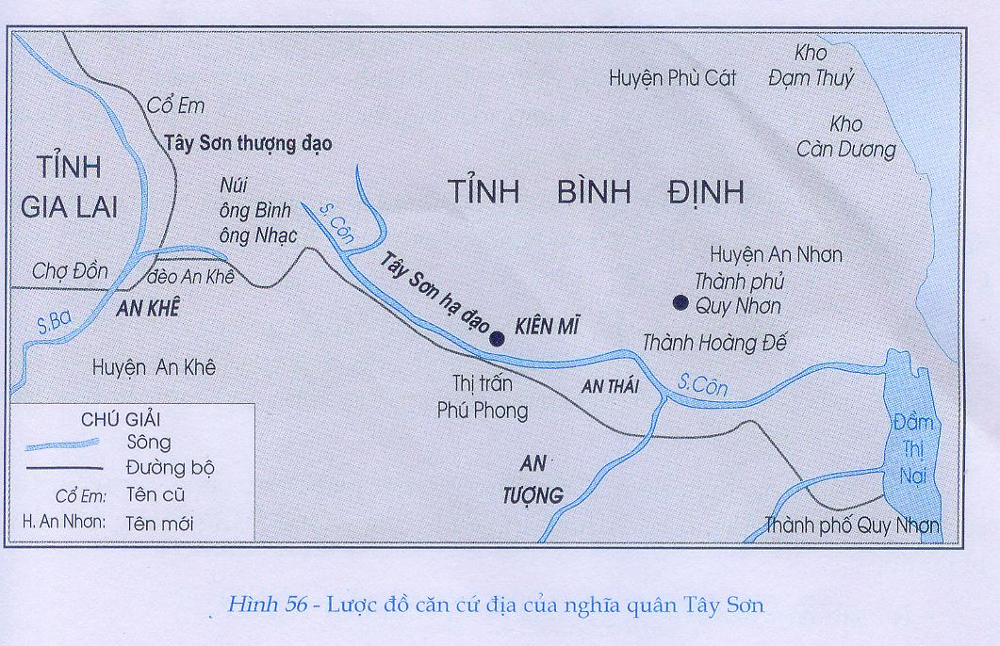 Kho
Đạm Thuỷ
Huyện Phù Cát
Kho
Càn Dương
Cổ Em
Tây Sơn thượng đạo
TỈNH
GIA LAI
Núi
ông Bình
ông Nhạc
TỈNH BÌNH ĐỊNH
S. Côn
Tây Sơn hạ đạo
Huyện An Nhơn
Thành phủ
Quy Nhơn
Thành Hoàng Đế
Chợ Đồn
đèo An Khê
AN KHÊ
S.Ba
Huyện An Khê
KIÊN MĨ
Thị trấn
Phú Phong
AN THÁI
S.Côn
AN
TƯỢNG
Đầm
Thị
Nại
Thành phố Quy Nhơn
CHÚ GIẢI
Sông
Đường bộ
Cổ Em: Tên cũ
H. An Nhơn: Tên mới
Hình 56 - Lược đồ căn cứ địa của nghĩa quân Tây Sơn